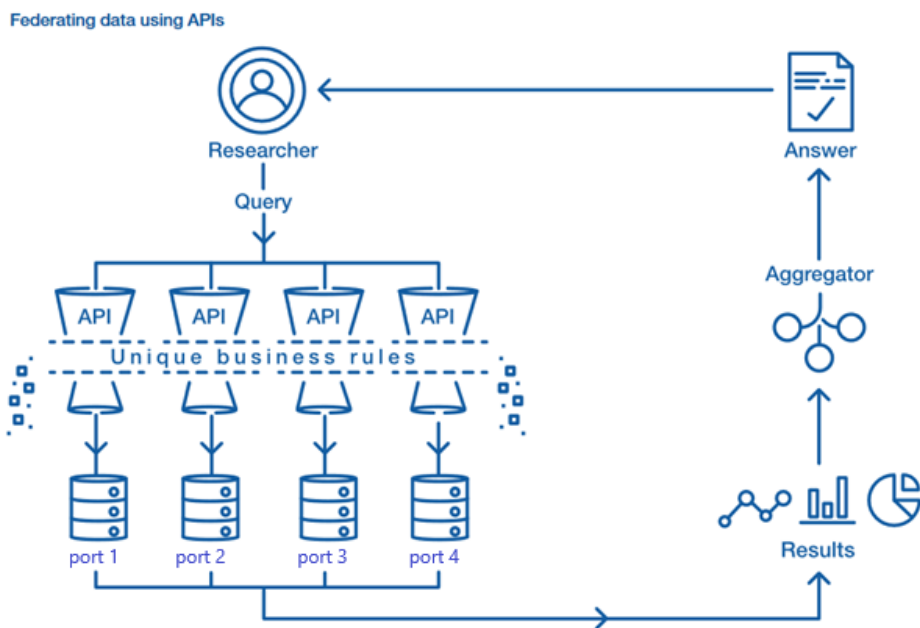 Federating data using APIs
Researcher
Answer
Query
Aggregator
API API API API
Unique business rules
port 1 port 2 port 3 port 4
Results